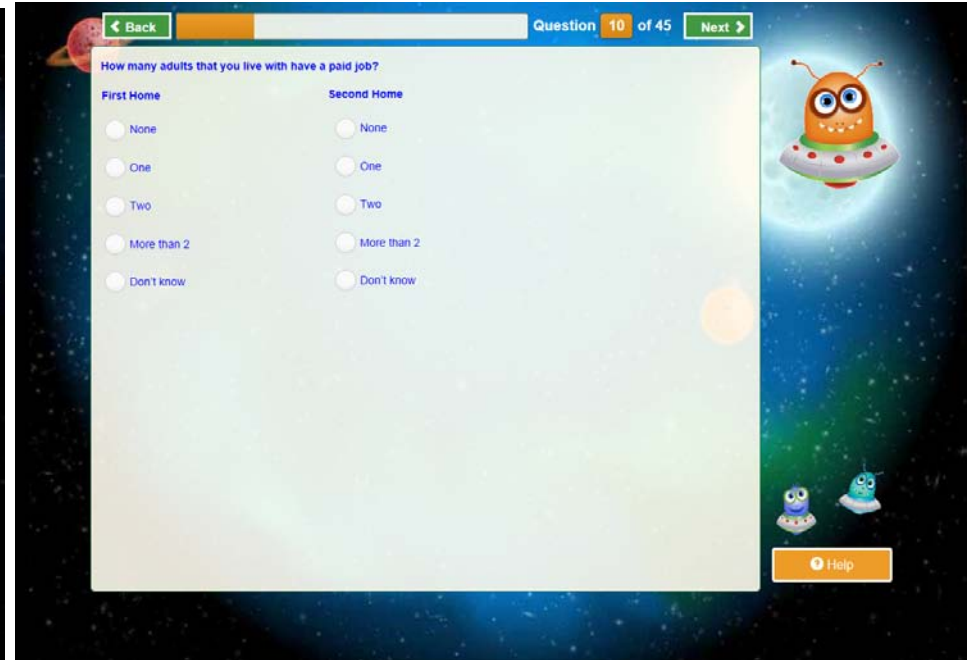 Back
Question 10 of 45
Next
How many adults that you live with have a paid job?
First Home
None
One
Two
More than 2
Don't know
Second Home
None
One
Two
More than 2
Don't know
? Help